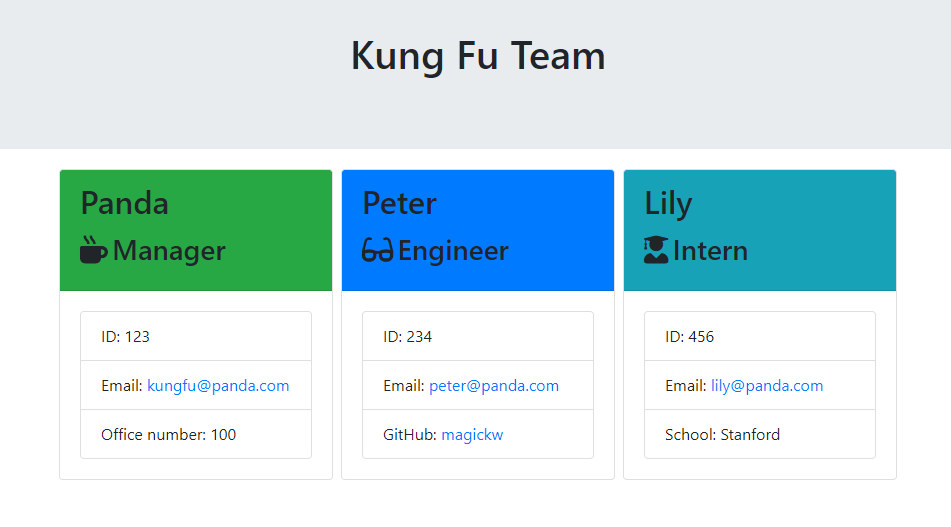 Kung Fu Team
Panda
Manager
ID: 123
Email: kungfu@panda.com
Office number: 100
Peter
Engineer
ID: 234
Email: peter@panda.com
GitHub: magickw
Lily
Intern
ID: 456
Email: lily@panda.com
School: Stanford